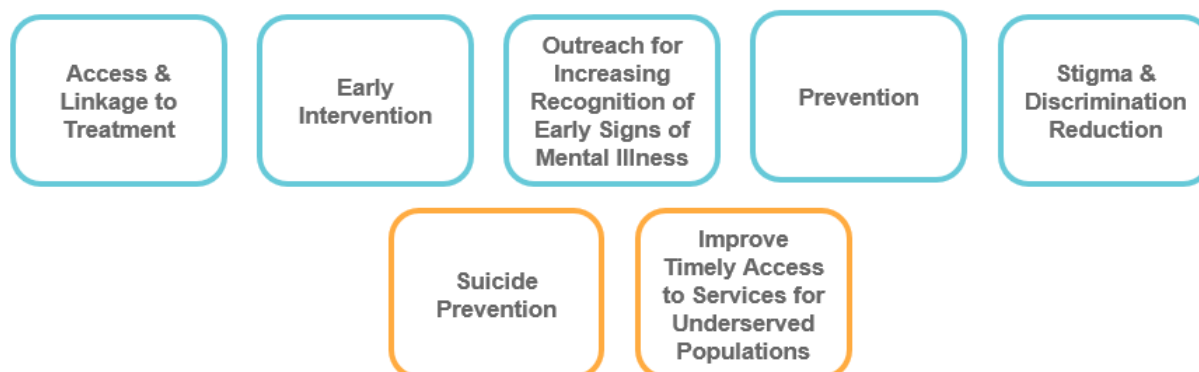 Access &
Linkage to
Treatment
Early
Intervention
Outreach for
Increasing
Recognition of
Early Signs of
Mental Illness
Prevention
Stigma &
Discrimination
Reduction
Suicide
Prevention
Improve
Timely Access
to Services for
Underserved
Populations